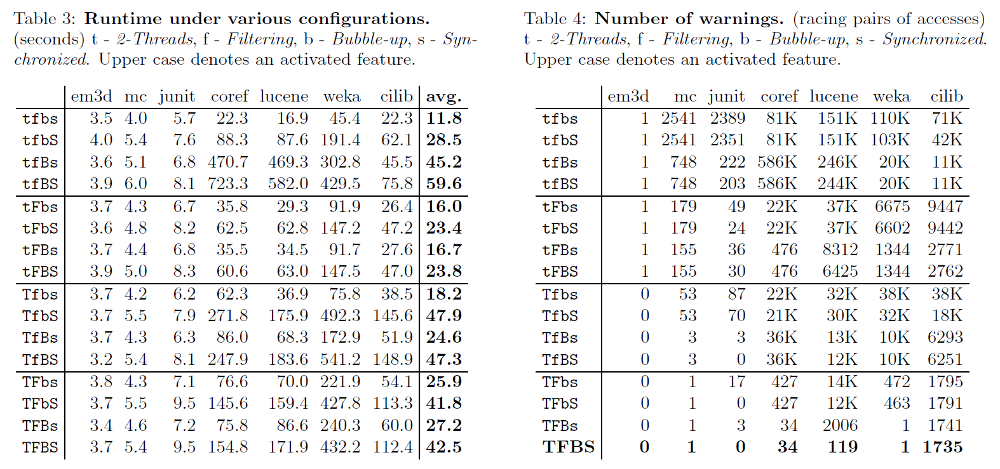 Table 3: Runtime under various configurations.
(seconds) t - 2-Threads, f - Filtering, b - Bubble-up, s - Syn-
chronized. Upper case denotes an activated feature.
em3d mc junit coref lucene weka cilib avg.
tfbs 3.5 4.0 5.7 22.3 16.9 45.4 22.3 11.8
tfbS 4.0 5.4 7.6 88.3 87.6 191.4 62.1 28.5
tfBs 3.6 5.1 6.8 470.7 469.3 302.8 45.5 45.2
tfBS 3.9 6.0 8.1 723.3 582.0 429.5 75.8 59.6
tFbs 3.7 4.3 6.7 35.8 29.3 91.9 26.4 16.0
tFbS 3.6 4.8 8.2 62.5 62.8 147.2 47.2 23.4
tFBs 3.7 4.4 6.8 35.5 34.5 91.7 27.6 16.7
tFBS 3.9 5.0 8.3 60.6 63.0 147.5 47.0 23.8
Tfbs 3.7 4.2 6.2 62.3 36.9 75.8 38.5 18.2
TfbS 3.7 5.5 7.9 271.8 175.9 492.3 145.6 47.9
TfBs 3.7 4.3 6.3 86.0 68.3 172.9 51.9 24.6
TfBS 3.2 5.4 8.1 247.9 183.6 541.2 148.9 47.3
TFbs 3.8 4.3 7.1 76.6 70.0 221.9 54.1 25.9
TFbS 3.7 5.5 9.5 145.6 159.4 427.8 113.3 41.8
TFBs 3.4 4.6 7.2 75.8 86.6 240.3 60.0 27.2
TFBS 3.7 5.4 9.5 154.8 171.9 432.2 112.4 42.5
Table 4: Number of warnings. (racing pairs of accesses)
t - 2-Threads, f - Filtering, b - Bubble-up, s - Synchronized.
Upper case denotes an activated feature.
em3d mc junit coref lucene weka cilib
tfbs 1 2541 2389 81K 151K 110K 71K
tfbS 1 2541 2351 81K 151K 103K 42K
tfBs 1 748 222 586K 246K 20K 11K
tfBS 1 748 203 586K 244K 20K 11K
tFbs 1 179 49 22K 37K 6675 9447
tFbS 1 179 24 22K 37K 6602 9442
tFBs 1 155 36 476 8312 1344 2771
tFBS 1 155 30 476 6425 1344 2762
Tfbs 0 53 87 22K 32K 38K 38K
TfbS 0 53 70 21K 30K 32K 18K
TfBs 0 3 3 36K 13K 10K 6293
TfBS 0 3 0 36K 12K 10K 6251
TFbs 0 1 17 427 14K 472 1795
TFbS 0 1 0 427 12K 463 1791
TFBs 0 1 3 34 2006 1 1741
TFBS 0 1 0 34 119 1 1735